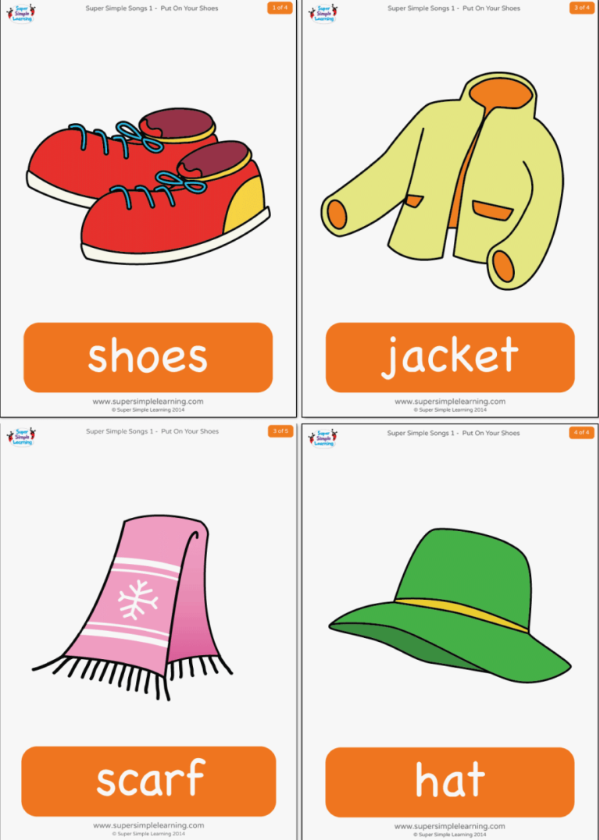 Super Simple Learning
Super Simple Songs 1 - Put On Your Shoes
1 of 4
shoes
www.supersimplelearning.com
© Super Simple Learning 2014
Super Simple Learning
Super Simple Songs 1 - Put On Your Shoes
3 of 4
jacket
www.supersimplelearning.com
© Super Simple Learning 2014
Super Simple Learning
Super Simple Songs 1 - Put On Your Shoes
3 of 5
scarf
www.supersimplelearning.com
© Super Simple Learning 2014
Super Simple Learning
Super Simple Songs 1 - Put On Your Shoes
4 of 4
hat
www.supersimplelearning.com
© Super Simple Learning 2014